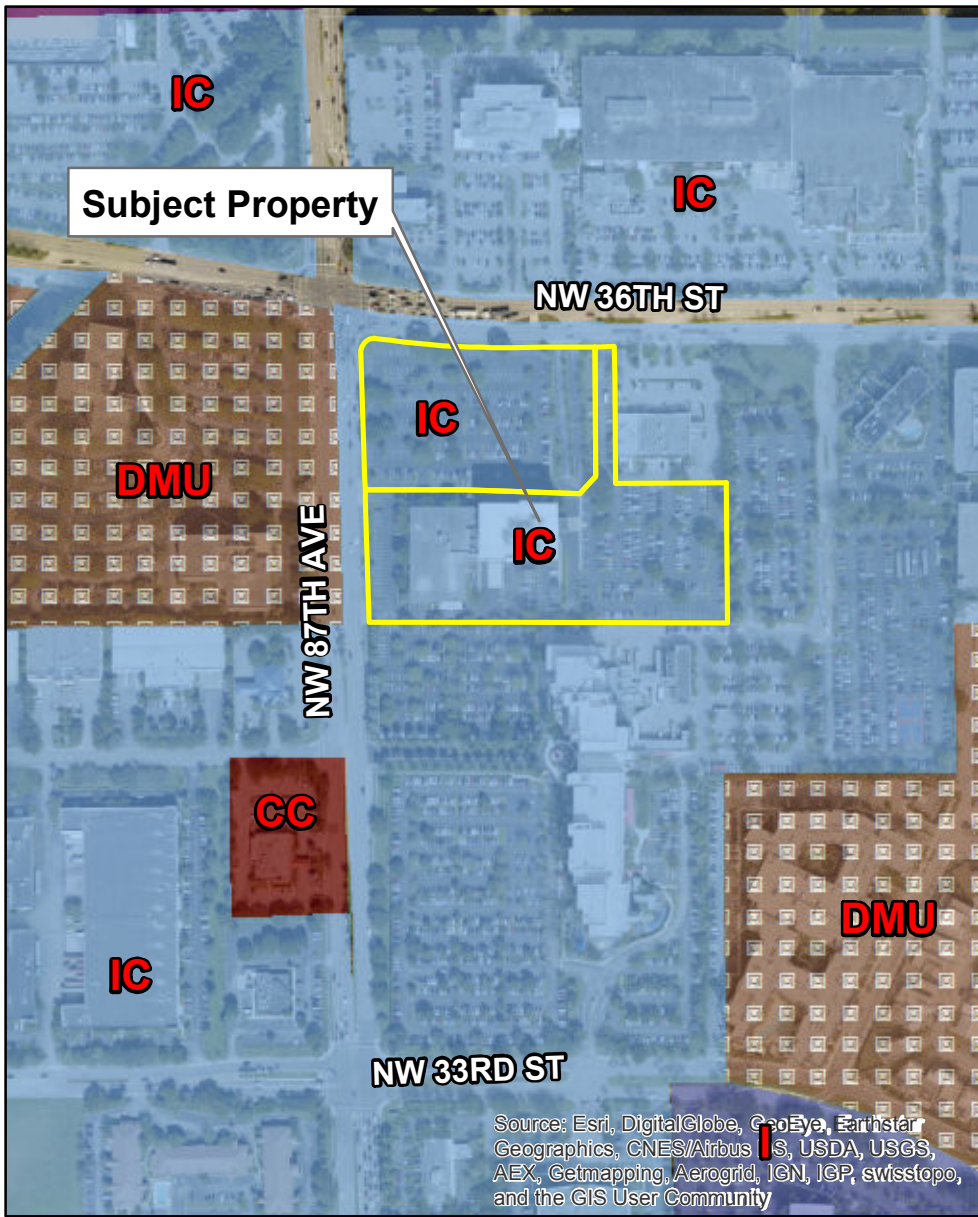 IC
IC
Subject Property
NW 36TH ST
IC
DMU
IC
NW 87TH AVE
CC
DMU
IC
NW 33RD ST
I
Source: Esri, DigitalGlobe, GeoEye, Earthstar
Geographics, CNES/Airbus DS, USDA, USGS,
AEX, Getmapping, Aerogrid, IGN, IGP, swisstopo,
and the GIS User Community